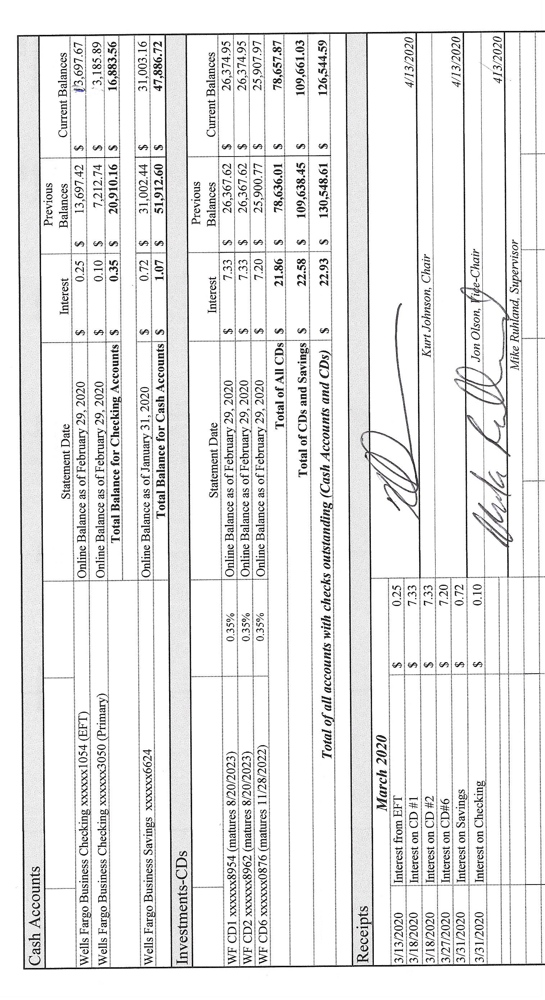 Cash Accounts
Statement Date Interest Previous Balances Current Balances
Wells Fargo Business Checking xxxxxx1054 (EFT) Online Balance as of February 29, 2020 $ 0.25 $ 13,697.42 $ 13,697.67
Wells Fargo Business Checking xxxxxx3050 (Primary) Online Balance as of February 29, 2020 $ 0.10 $ 7,212.74 $ 3,185.89
Total Balance for Checking Accounts $ 0.35 $ 20,910.16 $ 16,883.56
Wells Fargo Business Savings xxxxxx6624 Online Balance as of January 31, 2020 $ 0.72 $ 31,002.44 $ 31,003.16
Total Balance for Cash Accounts $ 1.07 $ 51,912.60 $ 47,886.72
Investments-CDs
Statement Date Interest Previous Balances Current Balances
WF CD1 xxxxxx8954 (matures 8/20/2023) 0.35% Online Balance as of February 29, 2020 $ 7.33 $ 26,367.62 $ 26,374.95
WF CD2 xxxxxx8962 (matures 8/20/2023) 0.35% Online Balance as of February 29, 2020 $ 7.33 $ 26,367.62 $ 26,374.95
WF CD6 xxxxxx0876 (matures 11/28/2022) 0.35% Online Balance as of February 29, 2020 $ 7.20 $ 25,900.77 $ 25,907.97
Total of All CDs $ 21.86 $ 78,636.01 $ 78,657.87
Total of CDs and Savings $ 22.58 $ 109,638.45 $ 109,661.03
Total of all accounts with checks outstanding (Cash Accounts and CDs) $ 22.93 $ 130,548.61 $ 126,544.59
Receipts
March 2020
3/13/2020 Interest from EFT $ 0.25
3/18/2020 Interest on CD #1 $ 7.33 4/13/2020
3/18/2020 Interest on CD #2 $ 7.33 Kurt Johnson, Chair
3/27/2020 Interest on CD#6 $ 7.20
3/31/2020 Interest on Savings $ 0.72 4/13/2020
3/31/2020 Interest on Checking $ 0.10 Jon Olson, Vice-Chair
413/2020
Mike Ruhland, Supervisor